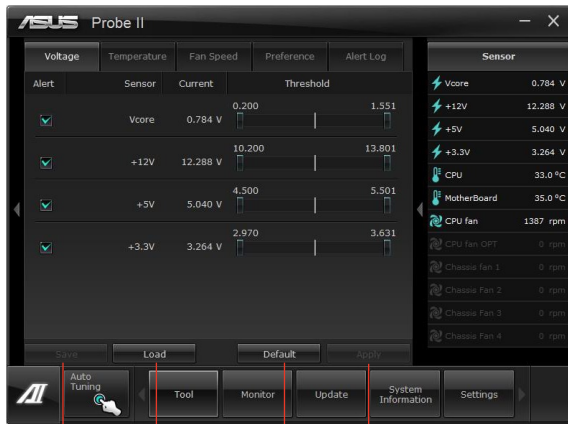 ASUS Probe II
Voltage Temperature Fan Speed Preference Alert Log
Alert Sensor Current Threshold
Vcore 0.784 V 0.200 1.551
+12V 12.288 V 10.200 13.801
+5V 5.040 V 4.500 5.501
+3.3V 3.264 V 2.970 3.631
Save Load Default Apply
Sensor
Vcore 0.784 V
+12V 12.288 V
+5V 5.040 V
+3.3V 3.264 V
CPU 33.0 ºC
MotherBoard 35.0 ºC
CPU fan 1387 rpm
CPU fan OPT 0 rpm
Chassis fan 1 0 rpm
Chassis Fan 2 0 rpm
Chassis Fan 3 0 rpm
Chassis Fan 4 0 rpm
AI
Auto
Tuning
Tool Monitor Update
System
Information
Settings